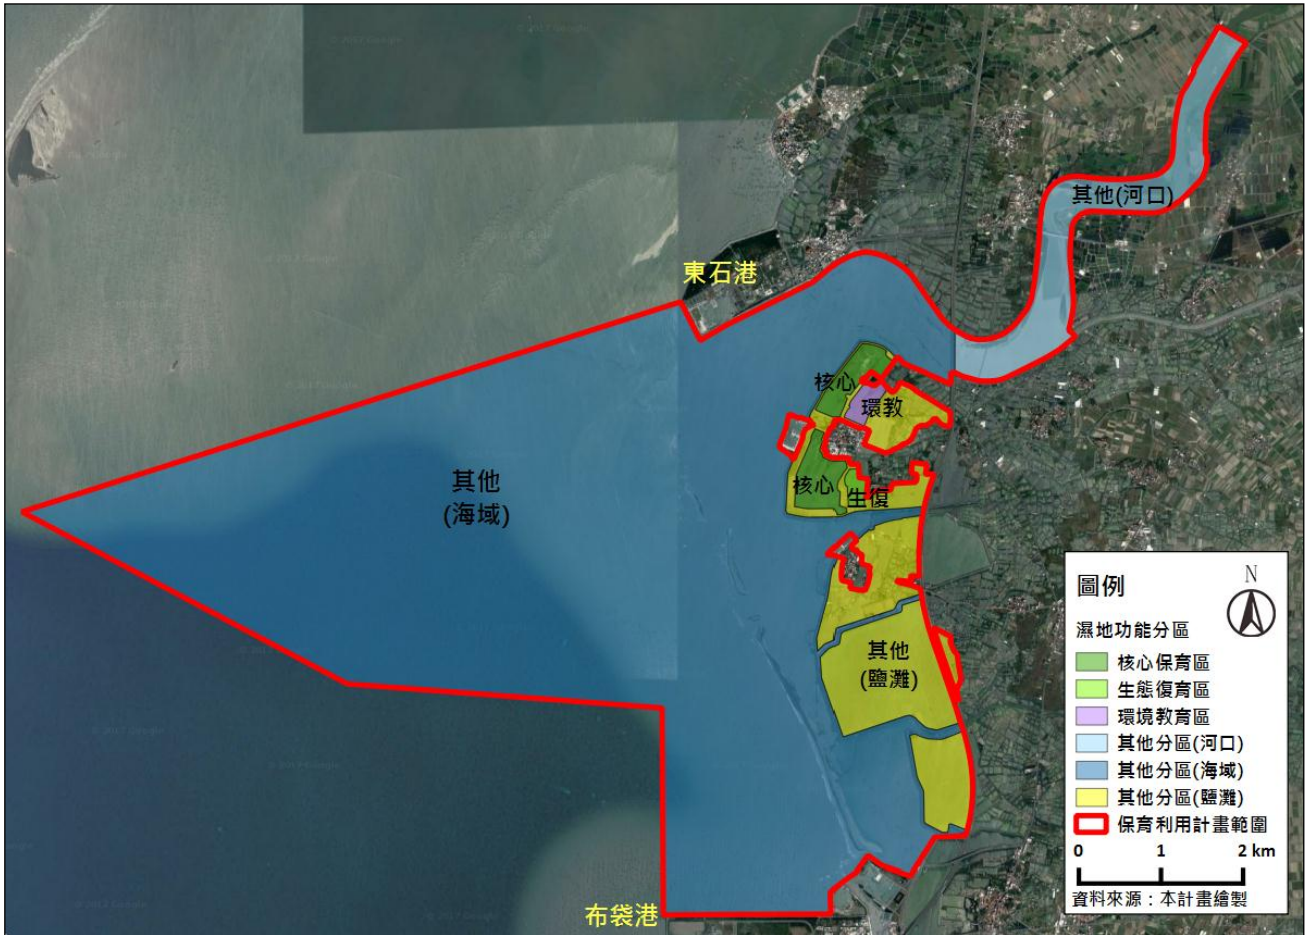 其他(河口)
東石港
核心
環教
其他
(海域)
核心
生復
其他
(鹽灘)
布袋港
圖例
N
濕地功能分區
核心保育區
生態復育區
環境教育區
其他分區(河口)
其他分區(海域)
其他分區(鹽灘)
保育利用計畫範圍
0 1 2 km
資料來源：本計畫繪製